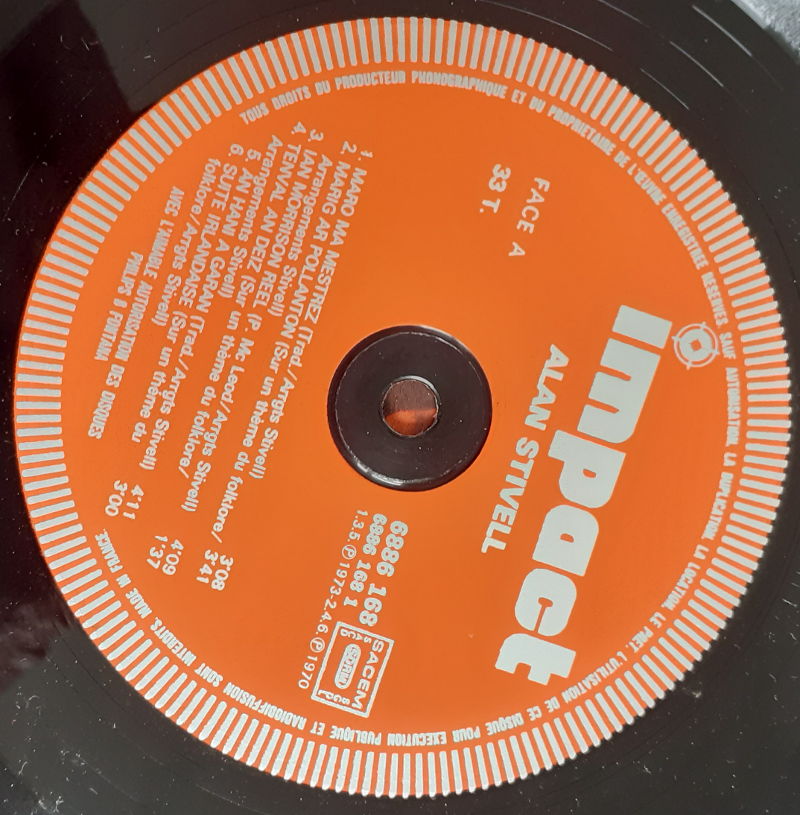 TOUS DROITS DU PRODUCTEUR PHONOGRAPHIQUE ET DU PROPRIETAIRE DE L'ŒUVRE ENREGISTREE RESERVES. SAUF AUTORISATION, LA DUPLICATION, LA LOCATION, LE PRET, L'UTILISATION DE CE DISQUE POUR EXECUTION PUBLIQUE ET RADIODIFFUSION SONT INTERDITS. MADE IN FRANCE.
impact
ALAN STIVELL
FACE A
33 T.
6886 168
6886 168 1
1.3.5. ℗ 1973-2.4.6. ℗ 1970
SACEM
SDRM
1. MARO MA MESTREZ (Trad./Arrgts Stivell) 3'08
2. MARIG AR POLANTON (Sur un thème du folklore/
Arrangements Stivell) 3'41
3. IAN MORRISON REEL (P. Mc Leod/Arrgts Stivell) 4'09
4. TENVAL AN DEIZ (Sur un thème du folklore/
Arrangements Stivell) 1'37
5. AN HANI A GARAN (Trad./Arrgts Stivell) 4'11
6. SUITE IRLANDAISE (Sur un thème du
folklore/Arrgts Stivell) 3'00
AVEC L'AIMABLE AUTORISATION DES DISQUES
PHILIPS & FONTANA